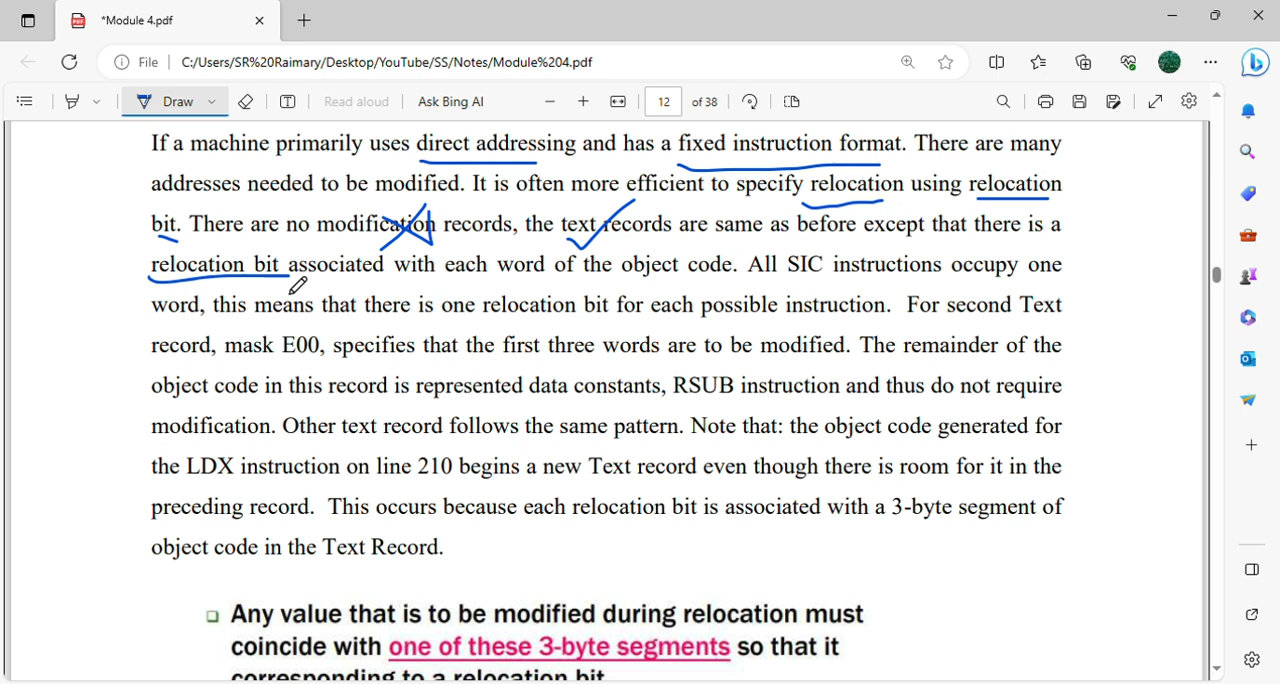 *Module 4.pdf
File
C:/Users/SR%20Raimary/Desktop/YouTube/SS/Notes/Module%204.pdf
Draw
Read aloud
Ask Bing AI
12
of 38
If a machine primarily uses direct addressing and has a fixed instruction format. There are many
addresses needed to be modified. It is often more efficient to specify relocation using relocation
bit. There are no modification records, the text records are same as before except that there is a
relocation bit associated with each word of the object code. All SIC instructions occupy one
word, this means that there is one relocation bit for each possible instruction. For second Text
record, mask E00, specifies that the first three words are to be modified. The remainder of the
object code in this record is represented data constants, RSUB instruction and thus do not require
modification. Other text record follows the same pattern. Note that: the object code generated for
the LDX instruction on line 210 begins a new Text record even though there is room for it in the
preceding record. This occurs because each relocation bit is associated with a 3-byte segment of
object code in the Text Record.
Any value that is to be modified during relocation must
coincide with one of these 3-byte segments so that it
corresponding to a relocation bit